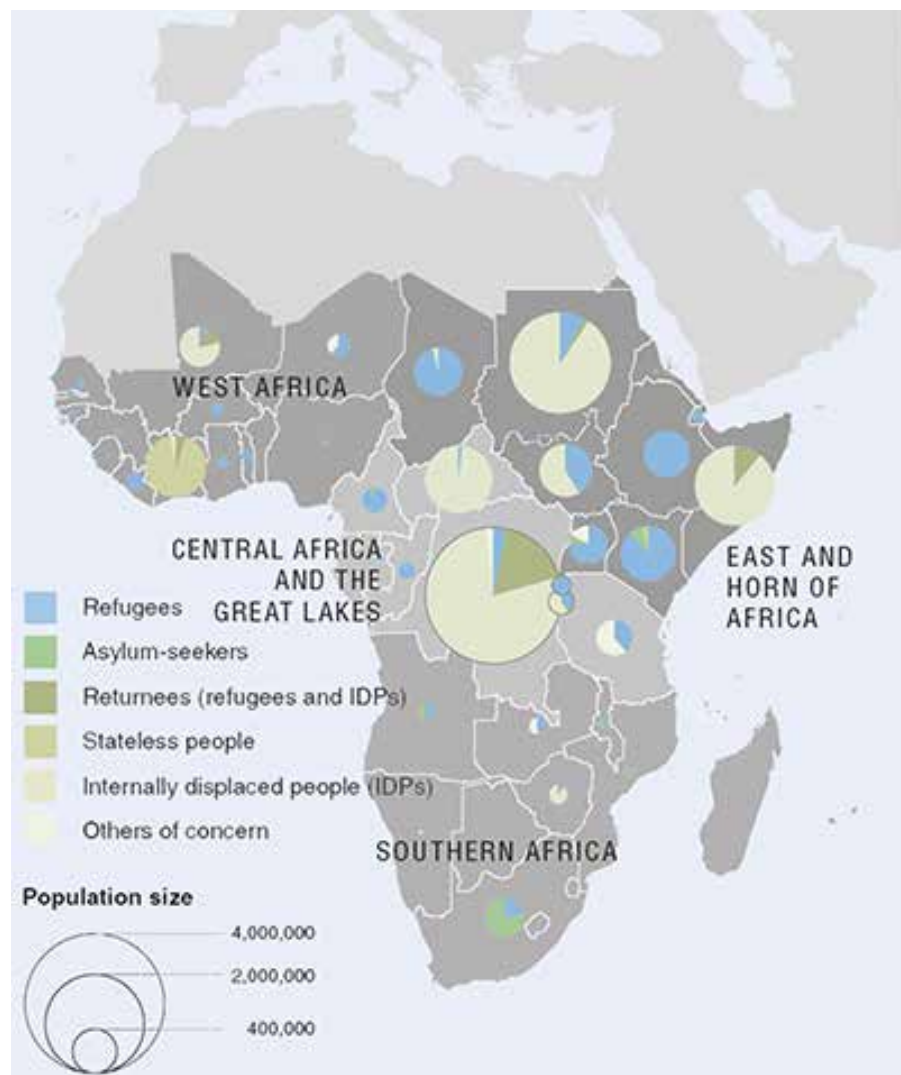 WEST AFRICA
CENTRAL AFRICA
AND THE
GREAT LAKES
EAST AND
HORN OF
AFRICA
SOUTHERN AFRICA
Refugees
Asylum-seekers
Returnees (refugees and IDPs)
Stateless people
Internally displaced people (IDPs)
Others of concern
Population size
4,000,000
2,000,000
400,000